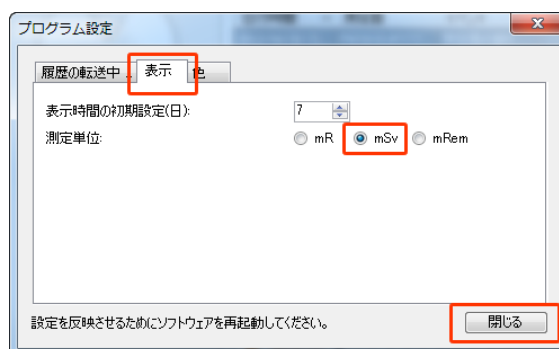 プログラム設定
履歴の転送中 表示 他
表示時間の初期設定(日): 7
測定単位: mR mSv mRem
設定を反映させるためにソフトウェアを再起動してください。 閉じる